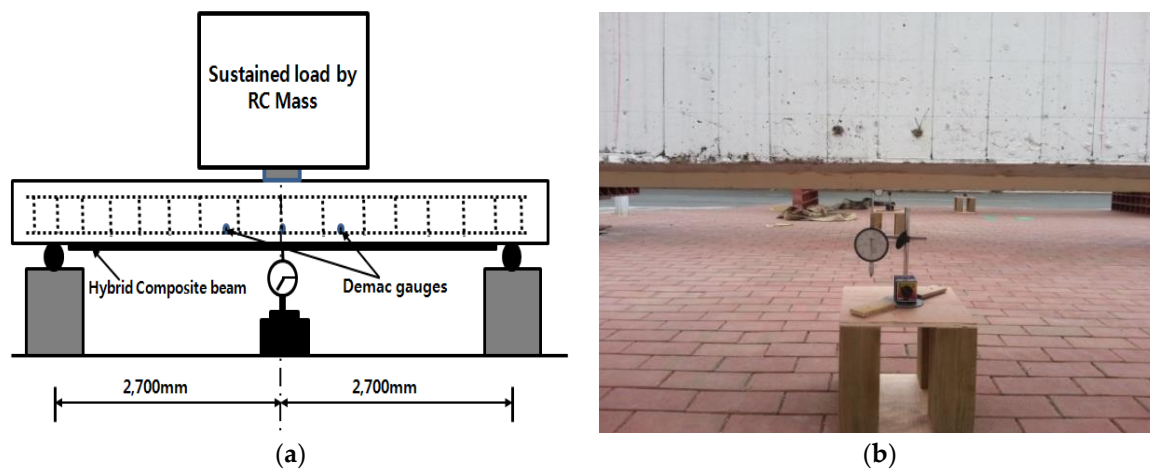 Sustained load by
RC Mass
Hybrid Composite beam
Demac gauges
2,700mm
2,700mm
(a)
(b)